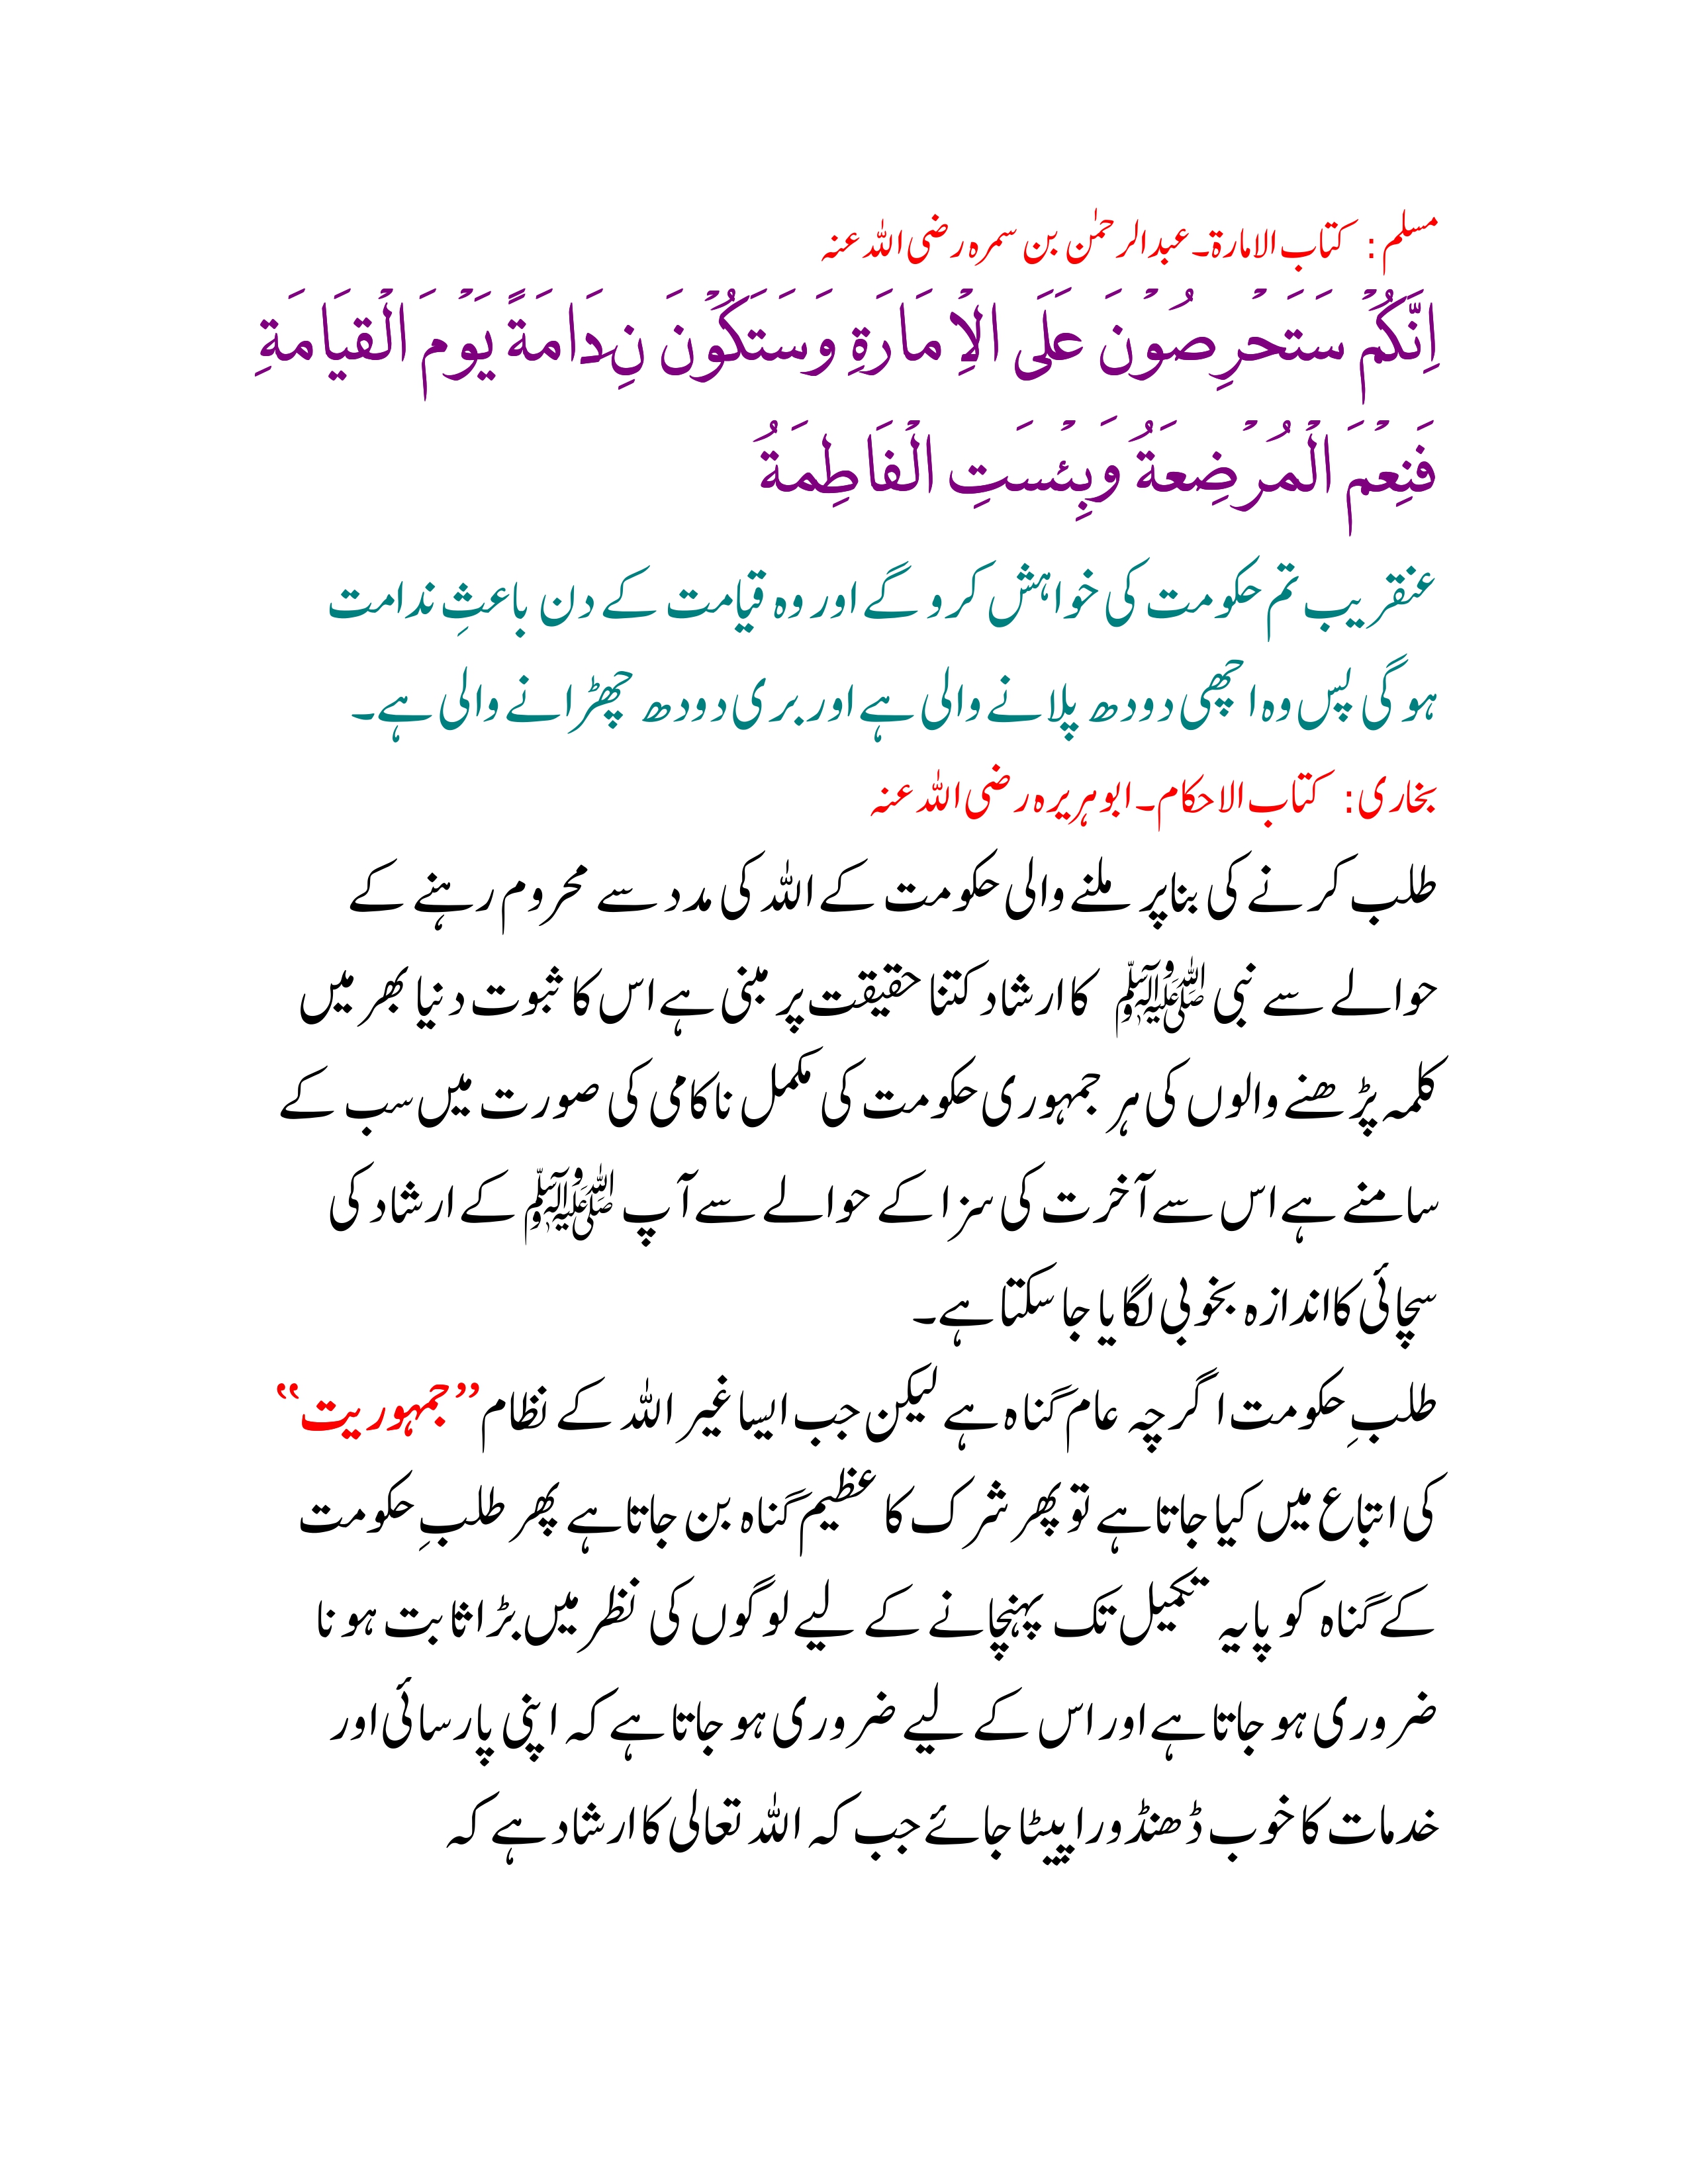 مسلم : کتاب الامارۃ۔عبدالرحمٰن بن سمرہ رضی اللہ عنہ
اِنَّکُمْ سَتَحْرِصُوْنَ عَلَی الْاِمَارَۃِ وَسَتَکُوْنَ نِدَامَۃً یَوْمَ الْقیَامَۃِ
فَنِعْمَ الْمُرْضِعَۃُ وَبِئْسَتِ الْفَاطِمَۃُ
عنقریب تم حکومت کی خواہش کرو گے اور وہ قیامت کے دن باعثِ ندامت
ہو گی پس وہ اچھی دودھ پلانے والی ہے اور بری دودھ چھڑانے والی ہے۔
بخاری: کتاب الاحکام۔ابوہریرہ رضی اللہ عنہ
طلب کرنے کی بناپر ملنے والی حکومت کے اللہ کی مدد سے محروم رہنے کے
حوالے سے نبی ﷺ کا ارشاد کتنا حقیقت پر مبنی ہے اس کا ثبوت دنیا بھر میں
کلمہ پڑھنے والوں کی ہر جمہوری حکومت کی مکمل ناکامی کی صورت میں سب کے
سامنے ہے اس سے آخرت کی سزا کے حوالے سے آپ ﷺ کے ارشاد کی
سچائی کا اندازہ بخوبی لگایا جا سکتا ہے۔
طلبِ حکومت اگرچہ عام گناہ ہے لیکن جب ایسا غیر اللہ کے نظام ”جمہوریت“
کی اتباع میں کیا جاتا ہے تو پھر شرک کا عظیم گناہ بن جاتا ہے پھر طلبِ حکومت
کے گناہ کو پایہ تکمیل تک پہنچانے کے لیے لوگوں کی نظر میں بڑا ثابت ہونا
ضروری ہو جاتا ہے اور اس کے لیے ضروری ہو جاتا ہے کہ اپنی پارسائی اور
خدمات کا خوب ڈھنڈورا پیٹا جائے جب کہ اللہ تعالی کا ارشاد ہے کہ